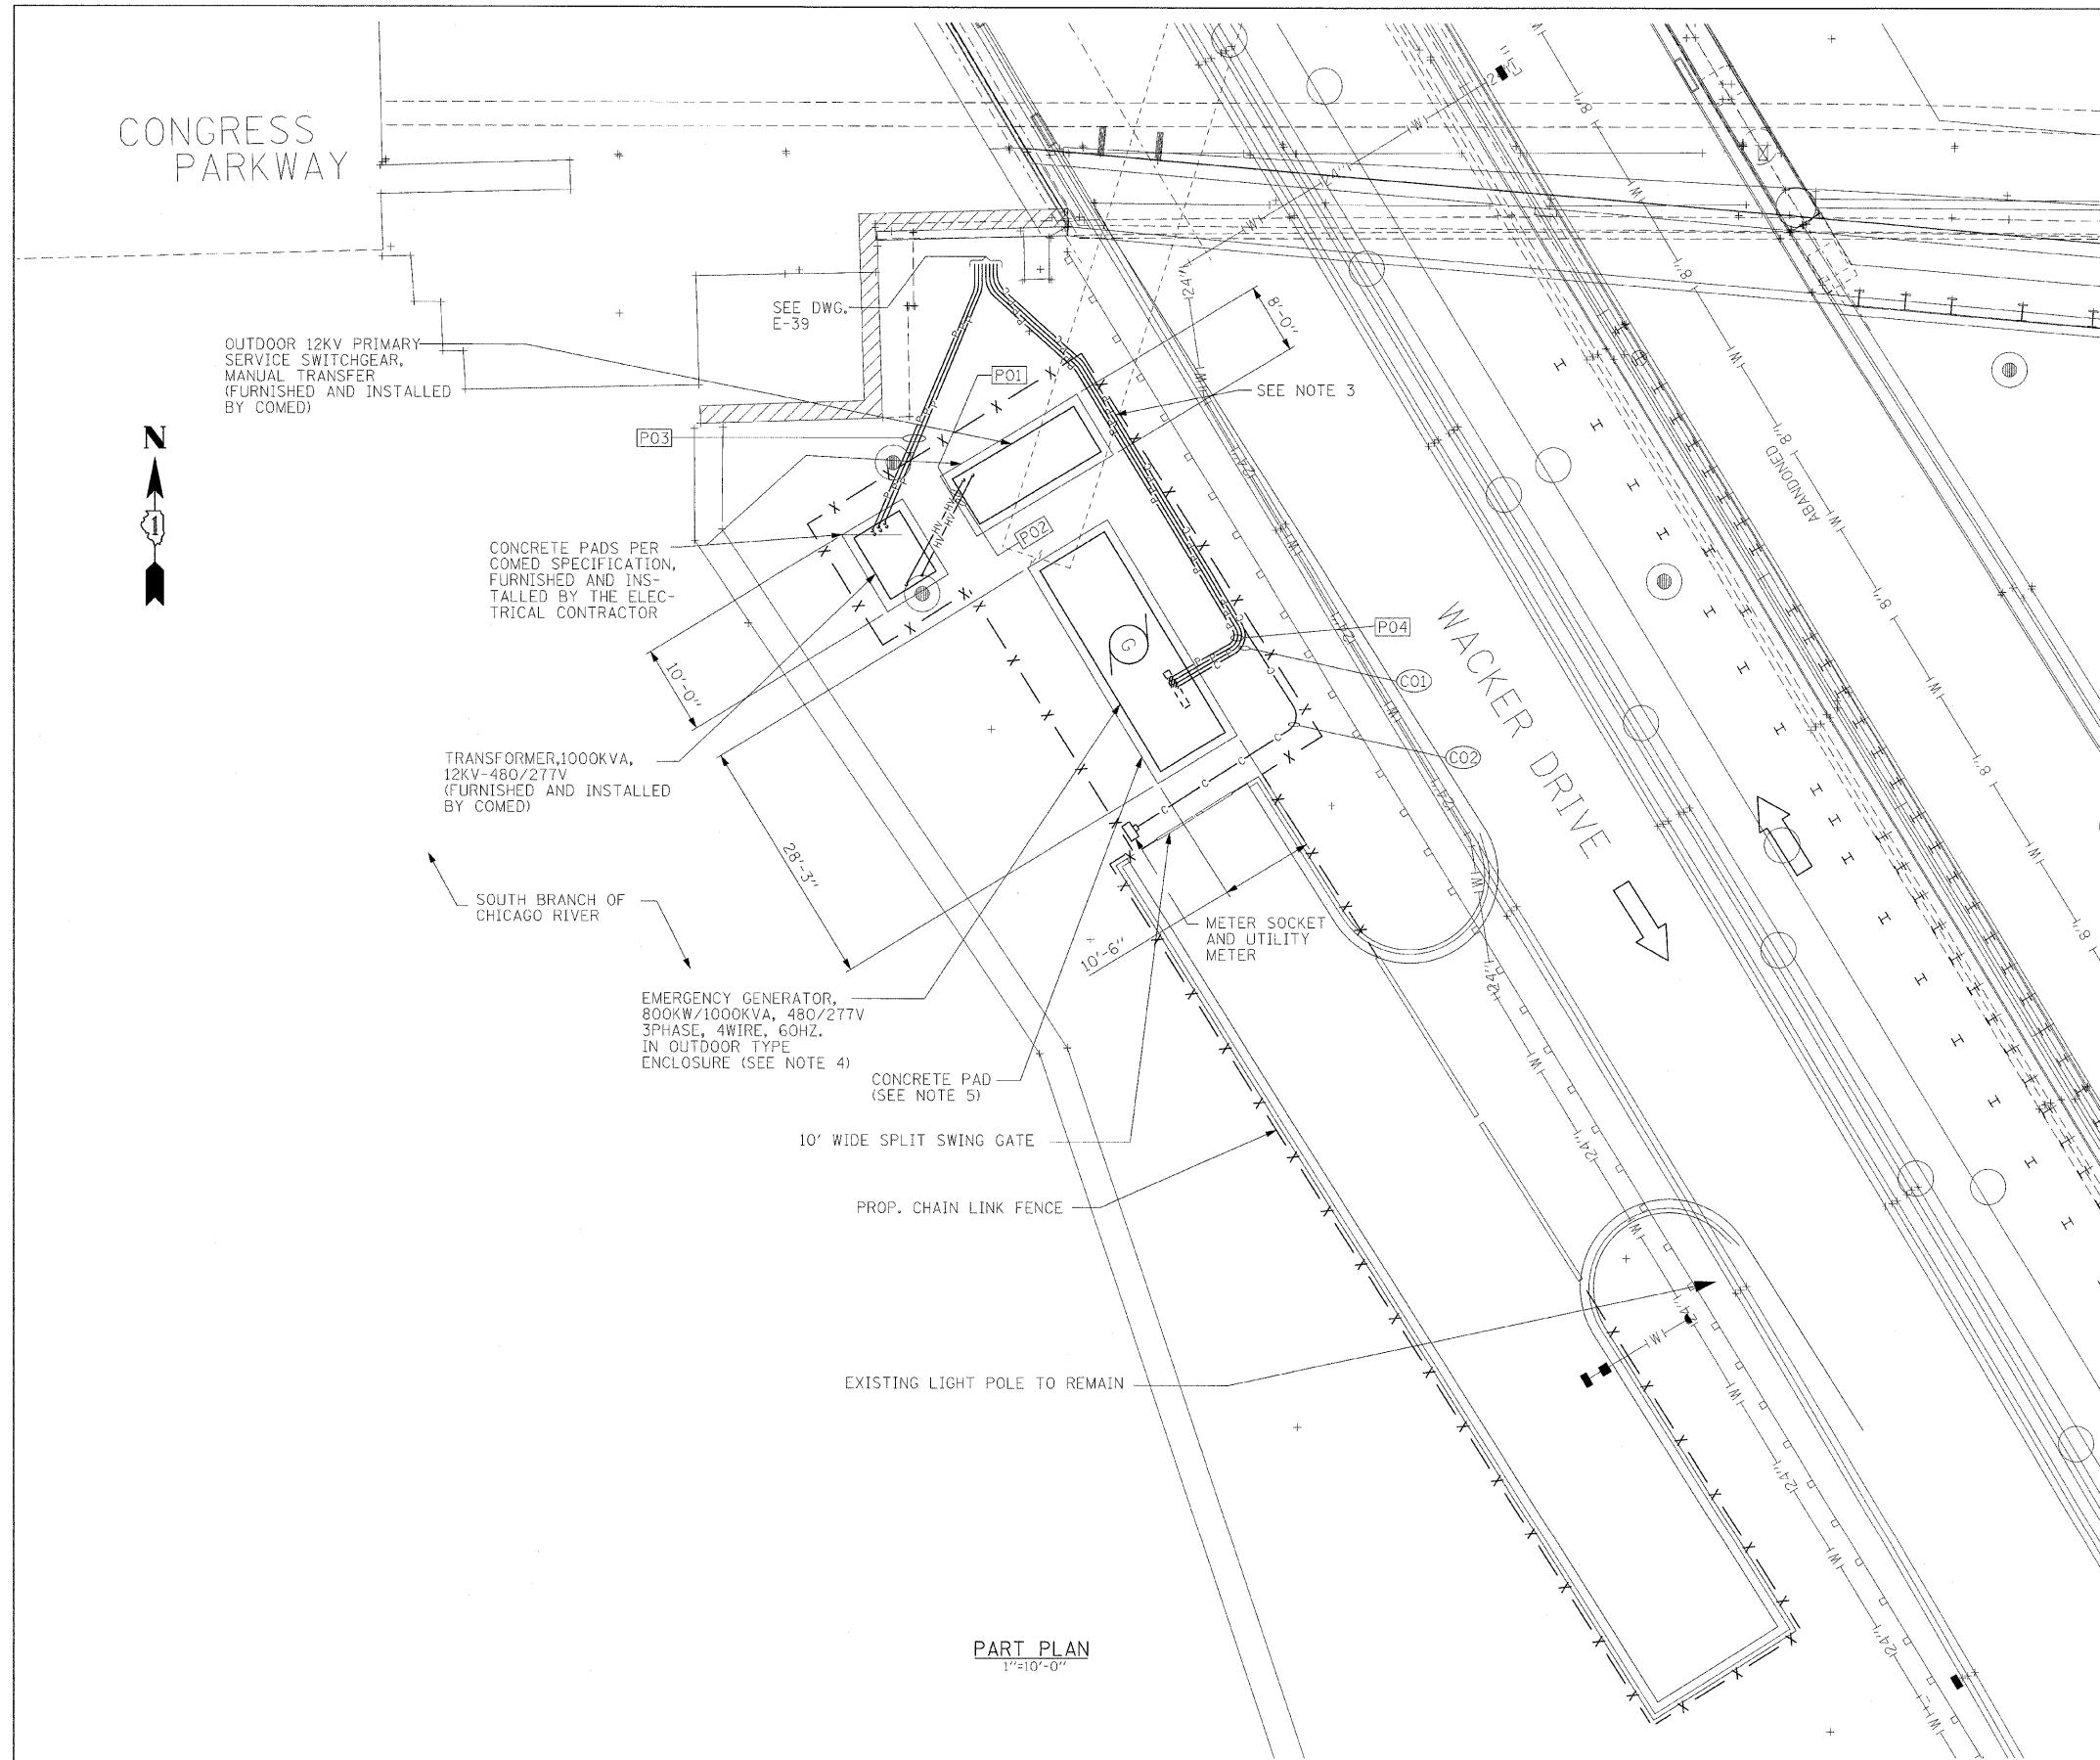 CONGRESS
PARKWAY
SEE DWG.
E-39
OUTDOOR 12KV PRIMARY
SERVICE SWITCHGEAR,
MANUAL TRANSFER
(FURNISHED AND INSTALLED
BY COMED)
P01
8'-0"
SEE NOTE 3
P03
N
1
P02
CONCRETE PADS PER
COMED SPECIFICATION,
FURNISHED AND INS-
TALLED BY THE ELEC-
TRICAL CONTRACTOR
ABANDONED
WACKER DRIVE
G
P04
C01
C02
10'-0"
TRANSFORMER,1000KVA,
12KV-480/277V
(FURNISHED AND INSTALLED
BY COMED)
28'-3"
SOUTH BRANCH OF
CHICAGO RIVER
METER SOCKET
AND UTILITY
METER
10'-6"
EMERGENCY GENERATOR,
800KW/1000KVA, 480/277V
3PHASE, 4WIRE, 60HZ.
IN OUTDOOR TYPE
ENCLOSURE (SEE NOTE 4)
CONCRETE PAD
(SEE NOTE 5)
10' WIDE SPLIT SWING GATE
PROP. CHAIN LINK FENCE
EXISTING LIGHT POLE TO REMAIN
PART PLAN
1"=10'-0"